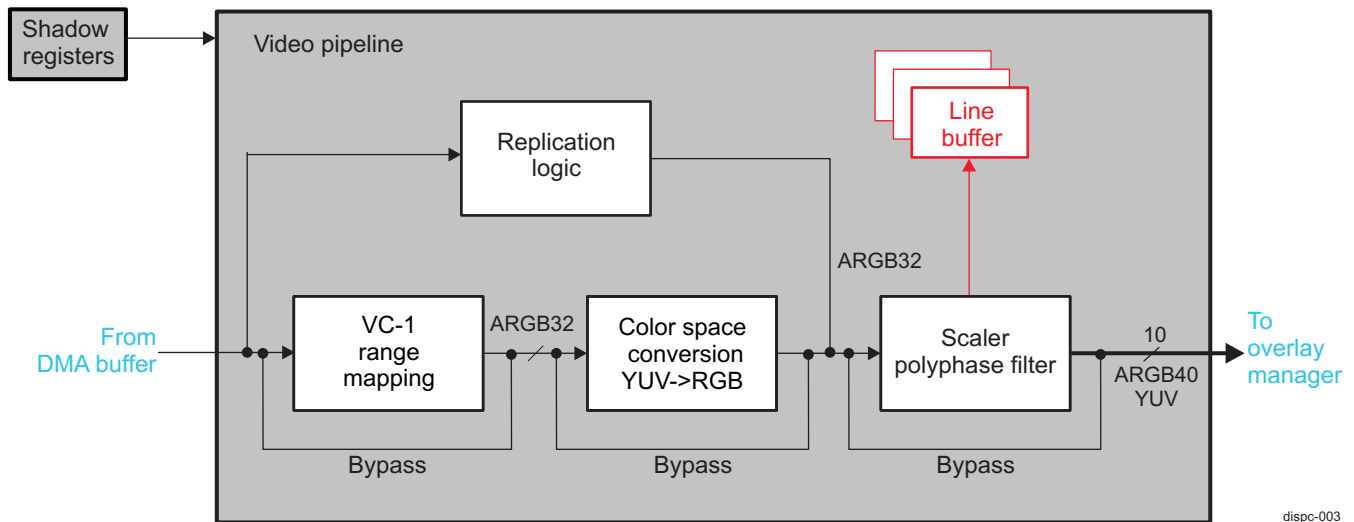 Shadow
registers
Video pipeline
Line
buffer
Replication
logic
ARGB32
From
DMA buffer
VC-1
range
mapping
ARGB32
Color space
conversion
YUV->RGB
Scaler
polyphase filter
10
ARGB40
YUV
To
overlay
manager
Bypass
Bypass
Bypass
dispc-003